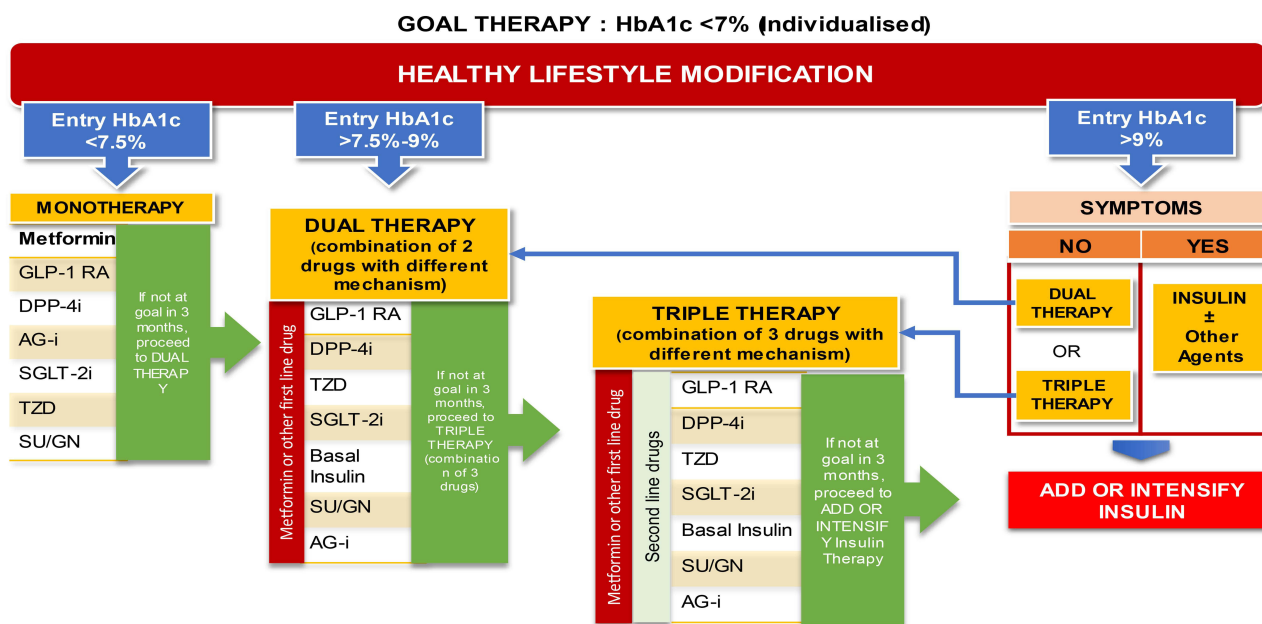 GOAL THERAPY : HbA1c <7% (Individualised)
HEALTHY LIFESTYLE MODIFICATION
Entry HbA1c
<7.5%
Entry HbA1c
>7.5%-9%
Entry HbA1c
>9%
MONOTHERAPY
Metformin
GLP-1 RA
DPP-4i
AG-i
SGLT-2i
TZD
SU/GN
If not at
goal in 3
months,
proceed
to DUAL
THERAP
Y
DUAL THERAPY
(combination of 2
drugs with different
mechanism)
Metformin or other first line drug
GLP-1 RA
DPP-4i
TZD
SGLT-2i
Basal
Insulin
SU/GN
AG-i
If not at
goal in 3
months,
proceed to
TRIPLE
THERAPY
(combinatio
n of 3
drugs)
TRIPLE THERAPY
(combination of 3 drugs with
different mechanism)
Metformin or other first line drug
Second line drugs
GLP-1 RA
DPP-4i
TZD
SGLT-2i
Basal Insulin
SU/GN
AG-i
If not at
goal in 3
months,
proceed to
ADD OR
INTENSIF
Y Insulin
Therapy
SYMPTOMS
NO
YES
DUAL
THERAPY
OR
TRIPLE
THERAPY
INSULIN
±
Other
Agents
ADD OR INTENSIFY
INSULIN